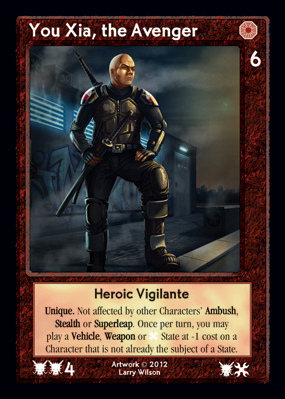 You Xia, the Avenger
6
Heroic Vigilante
Unique. Not affected by other Characters' Ambush,
Stealth or Superleap. Once per turn, you may
play a Vehicle, Weapon or State at -1 cost on a
Character that is not already the subject of a State.
4
Artwork © 2012
Larry Wilson